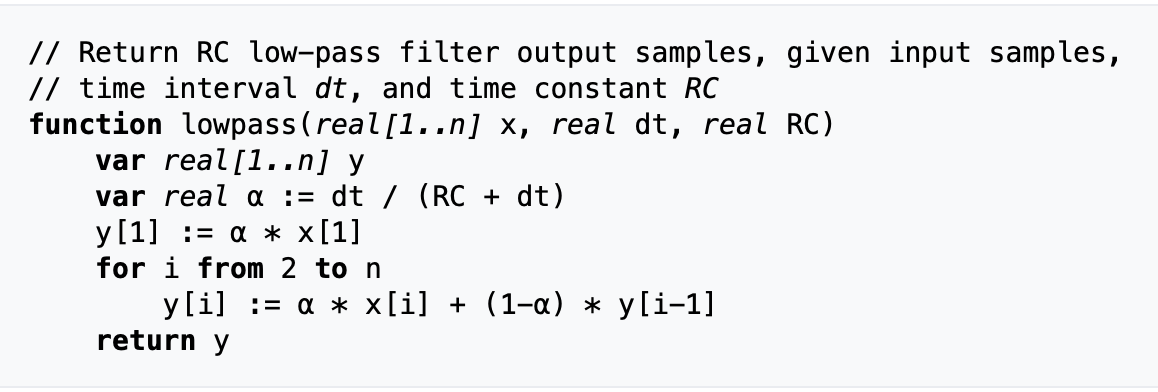 // Return RC low-pass filter output samples, given input samples,
// time interval dt, and time constant RC
function lowpass(real[1..n] x, real dt, real RC)
    var real[1..n] y
    var real α := dt / (RC + dt)
    y[1] := α * x[1]
    for i from 2 to n
        y[i] := α * x[i] + (1−α) * y[i−1]
    return y